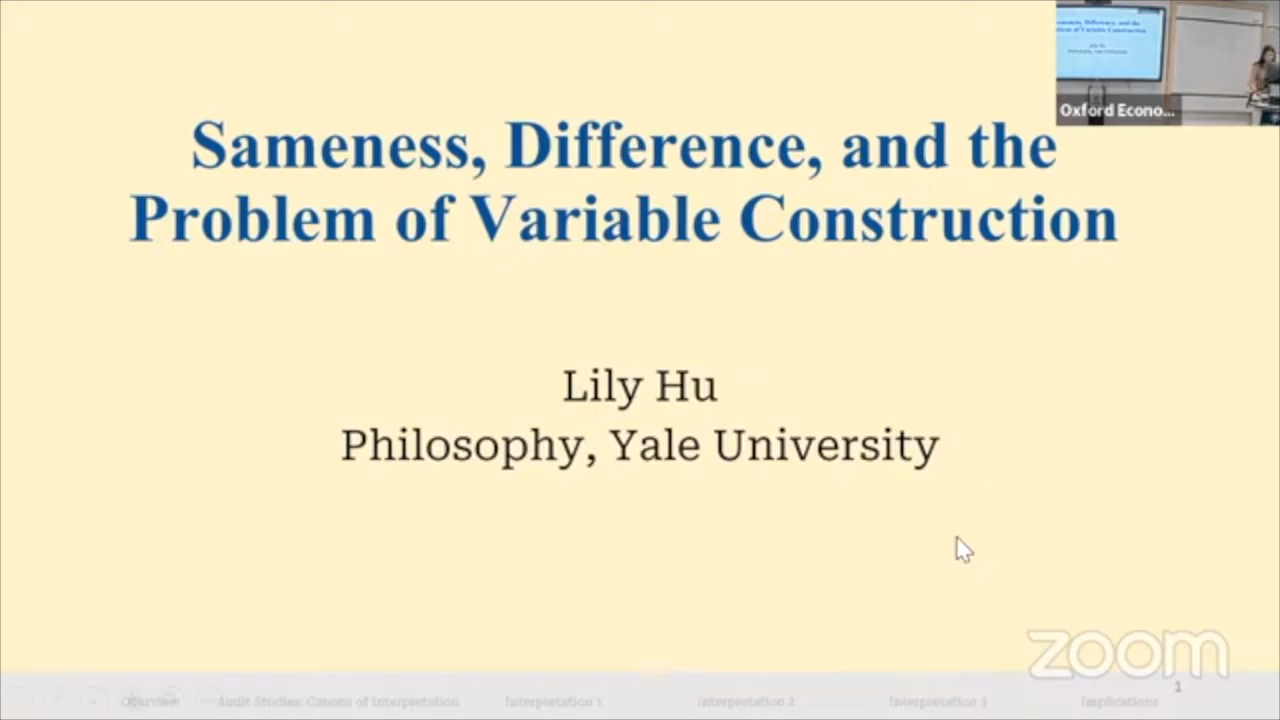 Sameness, Difference, and the
Problem of Variable Construction
Lily Hu
Philosophy, Yale University
Oxford Econo...
zoom
1
Overview Audit Studies: Canons of Interpretation Interpretation 1 Interpretation 2 Interpretation 3 Implications